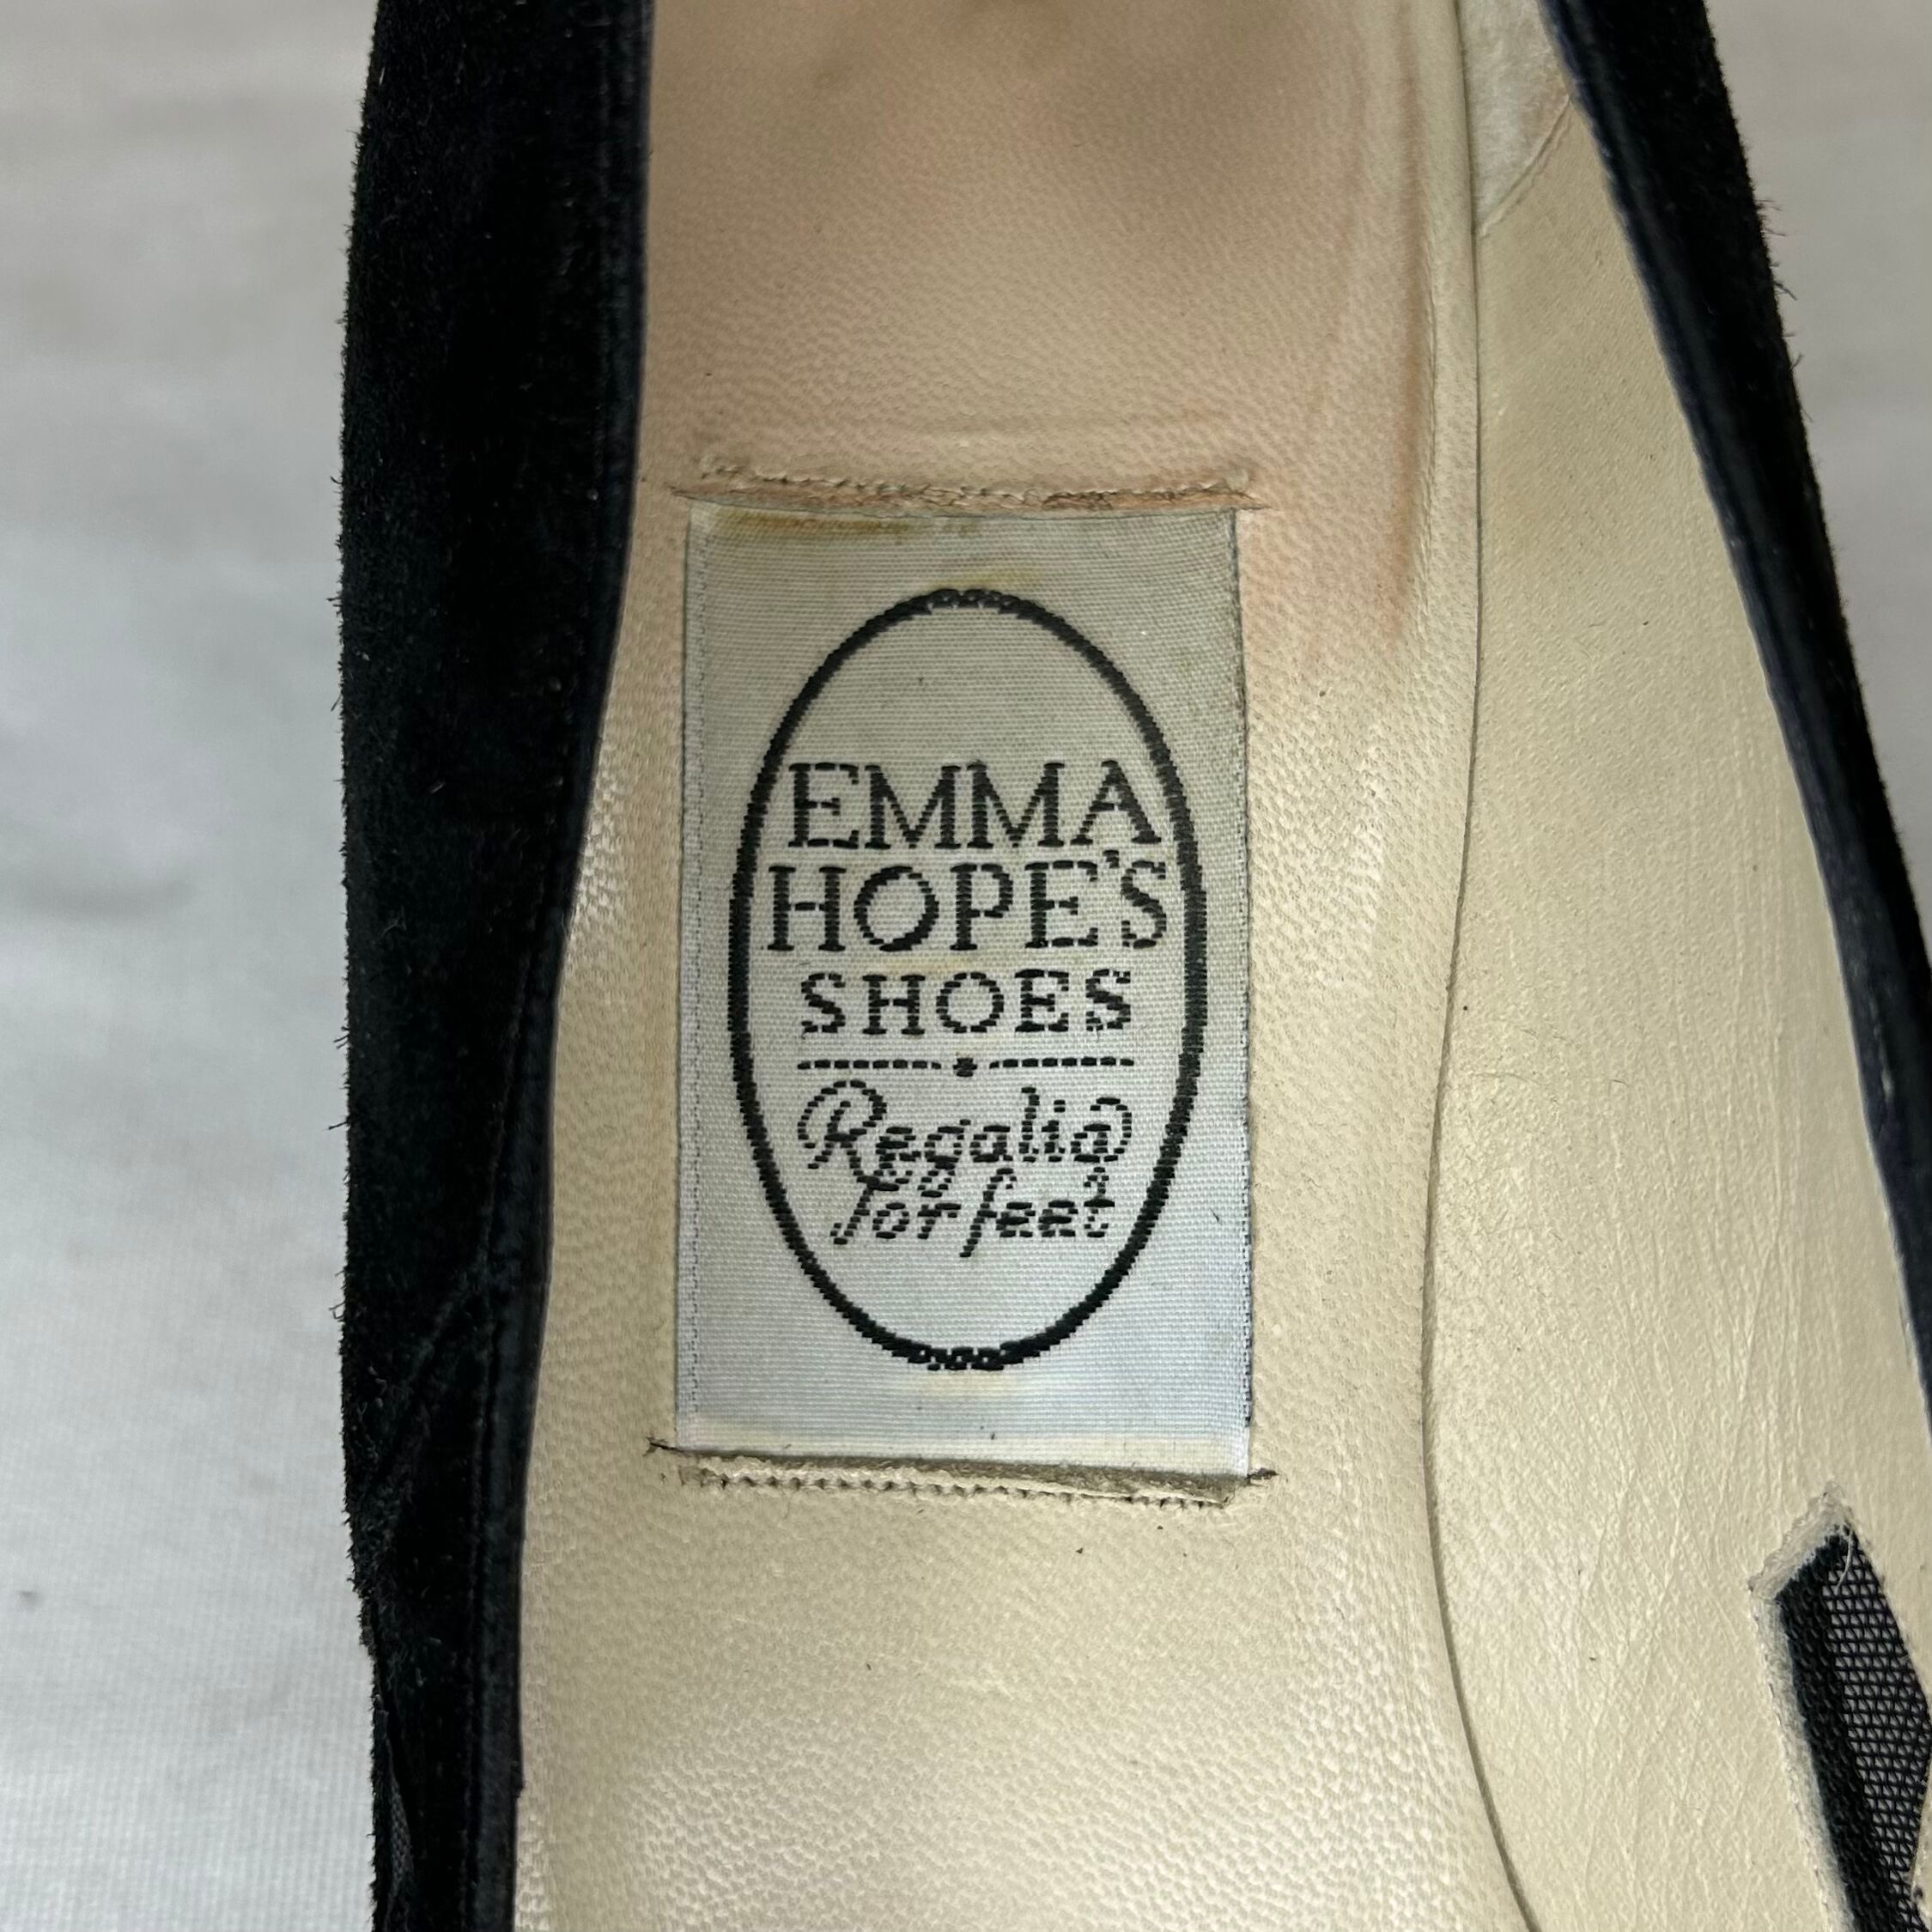 EMMA
HOPE'S
SHOES
Regalia
for feet